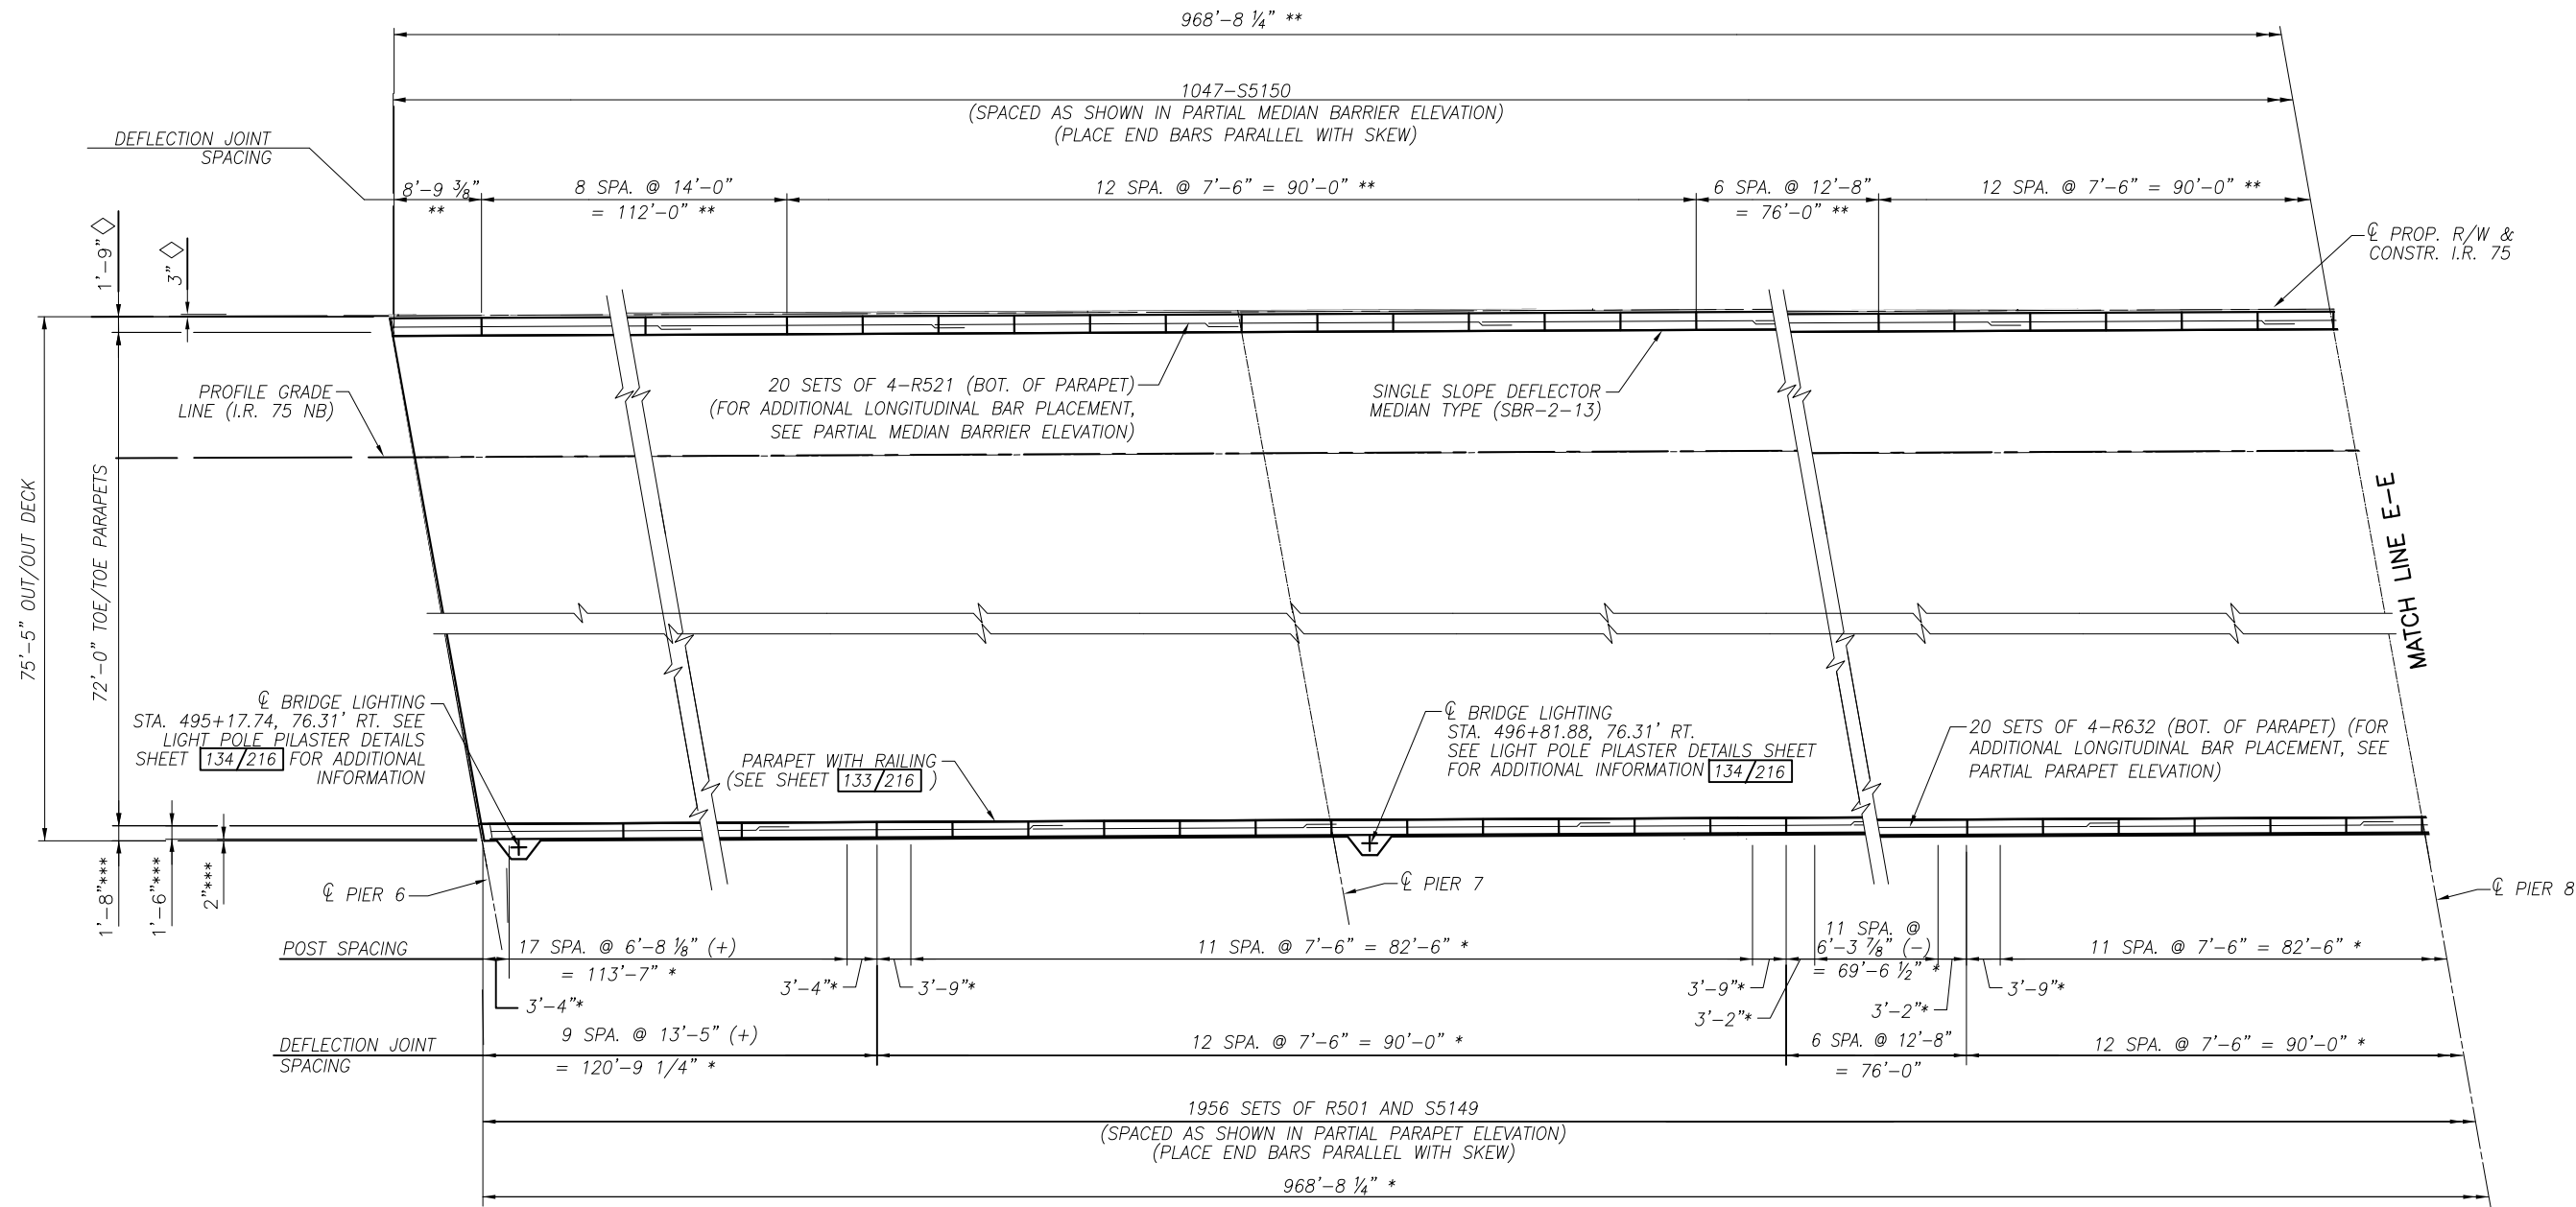 968'-8 ¼" **
1047-S5150
(SPACED AS SHOWN IN PARTIAL MEDIAN BARRIER ELEVATION)
(PLACE END BARS PARALLEL WITH SKEW)
DEFLECTION JOINT
SPACING
8'-9 ⅜"
**
8 SPA. @ 14'-0"
= 112'-0" **
12 SPA. @ 7'-6" = 90'-0" **
6 SPA. @ 12'-8"
= 76'-0" **
12 SPA. @ 7'-6" = 90'-0" **
℄ PROP. R/W &
CONSTR. I.R. 75
1'-9"◇
3"◇
75'-5" OUT/OUT DECK
72'-0" TOE/TOE PARAPETS
PROFILE GRADE
LINE (I.R. 75 NB)
20 SETS OF 4-R521 (BOT. OF PARAPET)
(FOR ADDITIONAL LONGITUDINAL BAR PLACEMENT,
SEE PARTIAL MEDIAN BARRIER ELEVATION)
SINGLE SLOPE DEFLECTOR
MEDIAN TYPE (SBR-2-13)
MATCH LINE E-E
℄ BRIDGE LIGHTING
STA. 495+17.74, 76.31' RT. SEE
LIGHT POLE PILASTER DETAILS
SHEET 134/216 FOR ADDITIONAL
INFORMATION
PARAPET WITH RAILING
(SEE SHEET 133/216 )
℄ BRIDGE LIGHTING
STA. 496+81.88, 76.31' RT.
SEE LIGHT POLE PILASTER DETAILS SHEET
FOR ADDITIONAL INFORMATION 134/216
20 SETS OF 4-R632 (BOT. OF PARAPET) (FOR
ADDITIONAL LONGITUDINAL BAR PLACEMENT, SEE
PARTIAL PARAPET ELEVATION)
1'-8"***
1'-6"***
2"***
℄ PIER 6
℄ PIER 7
℄ PIER 8
POST SPACING
17 SPA. @ 6'-8 ⅛" (+)
= 113'-7" *
3'-4"*
3'-4"*
3'-9"*
11 SPA. @ 7'-6" = 82'-6" *
3'-9"*
3'-2"*
11 SPA. @
6'-3 ⅞" (-)
= 69'-6 ½" *
3'-2"*
3'-9"*
11 SPA. @ 7'-6" = 82'-6" *
DEFLECTION JOINT
SPACING
9 SPA. @ 13'-5" (+)
= 120'-9 1/4" *
12 SPA. @ 7'-6" = 90'-0" *
6 SPA. @ 12'-8"
= 76'-0"
12 SPA. @ 7'-6" = 90'-0" *
1956 SETS OF R501 AND S5149
(SPACED AS SHOWN IN PARTIAL PARAPET ELEVATION)
(PLACE END BARS PARALLEL WITH SKEW)
968'-8 ¼" *